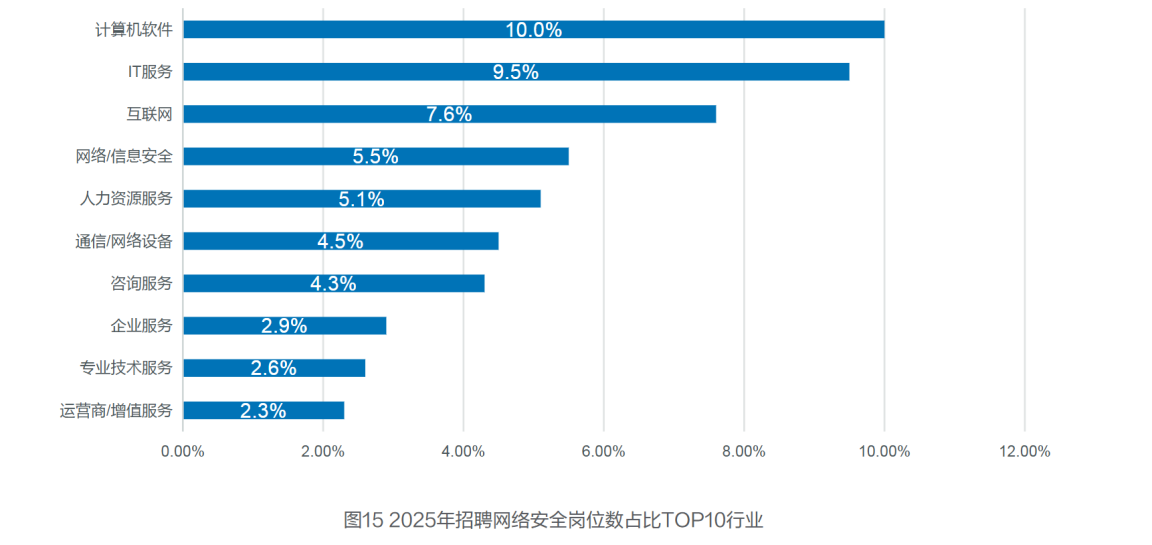 计算机软件 10.0%
IT服务 9.5%
互联网 7.6%
网络/信息安全 5.5%
人力资源服务 5.1%
通信/网络设备 4.5%
咨询服务 4.3%
企业服务 2.9%
专业技术服务 2.6%
运营商/增值服务 2.3%
0.00% 2.00% 4.00% 6.00% 8.00% 10.00% 12.00%
图15 2025年招聘网络安全岗位数占比TOP10行业